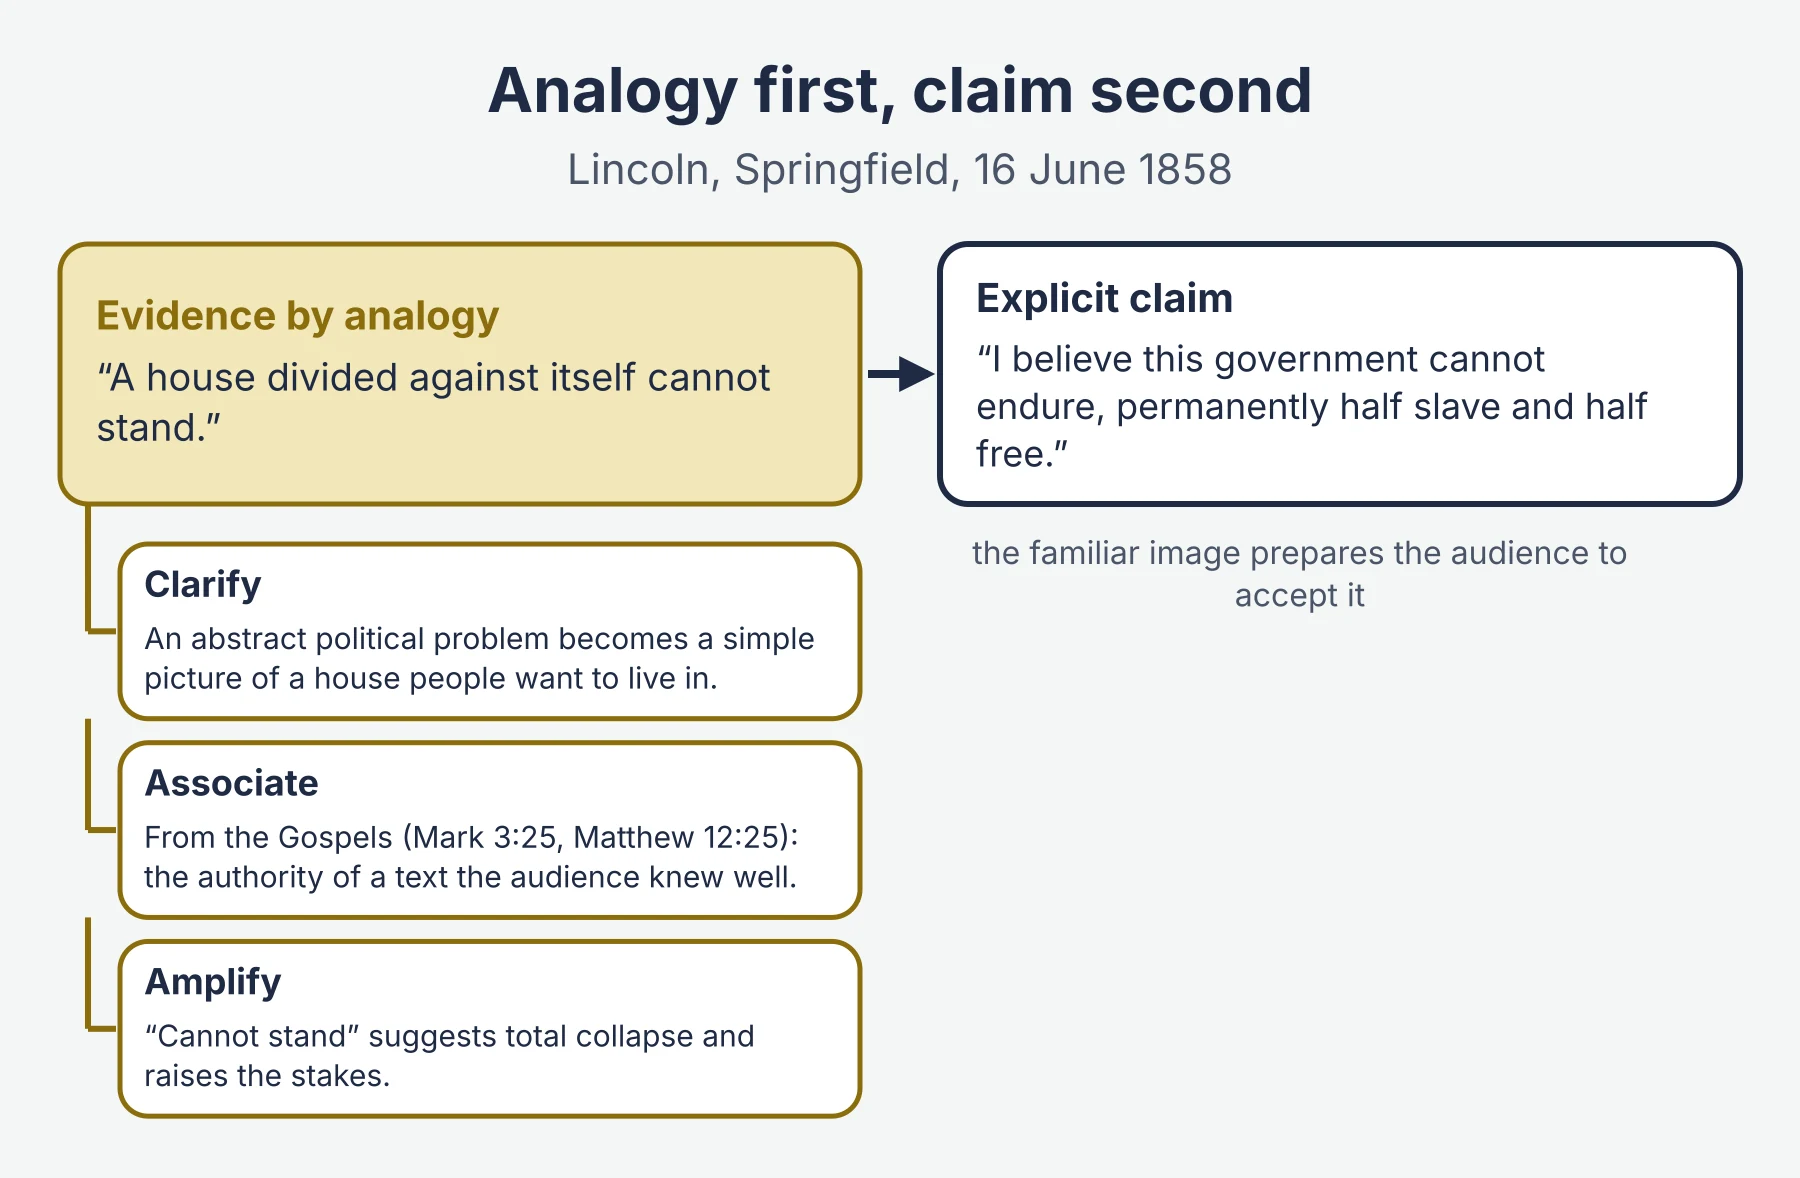 Analogy first, claim second
Lincoln, Springfield, 16 June 1858
Evidence by analogy
“A house divided against itself cannot
stand.”
Explicit claim
“I believe this government cannot
endure, permanently half slave and half
free.”
the familiar image prepares the audience to
accept it
Clarify
An abstract political problem becomes a simple
picture of a house people want to live in.
Associate
From the Gospels (Mark 3:25, Matthew 12:25):
the authority of a text the audience knew well.
Amplify
“Cannot stand” suggests total collapse and
raises the stakes.